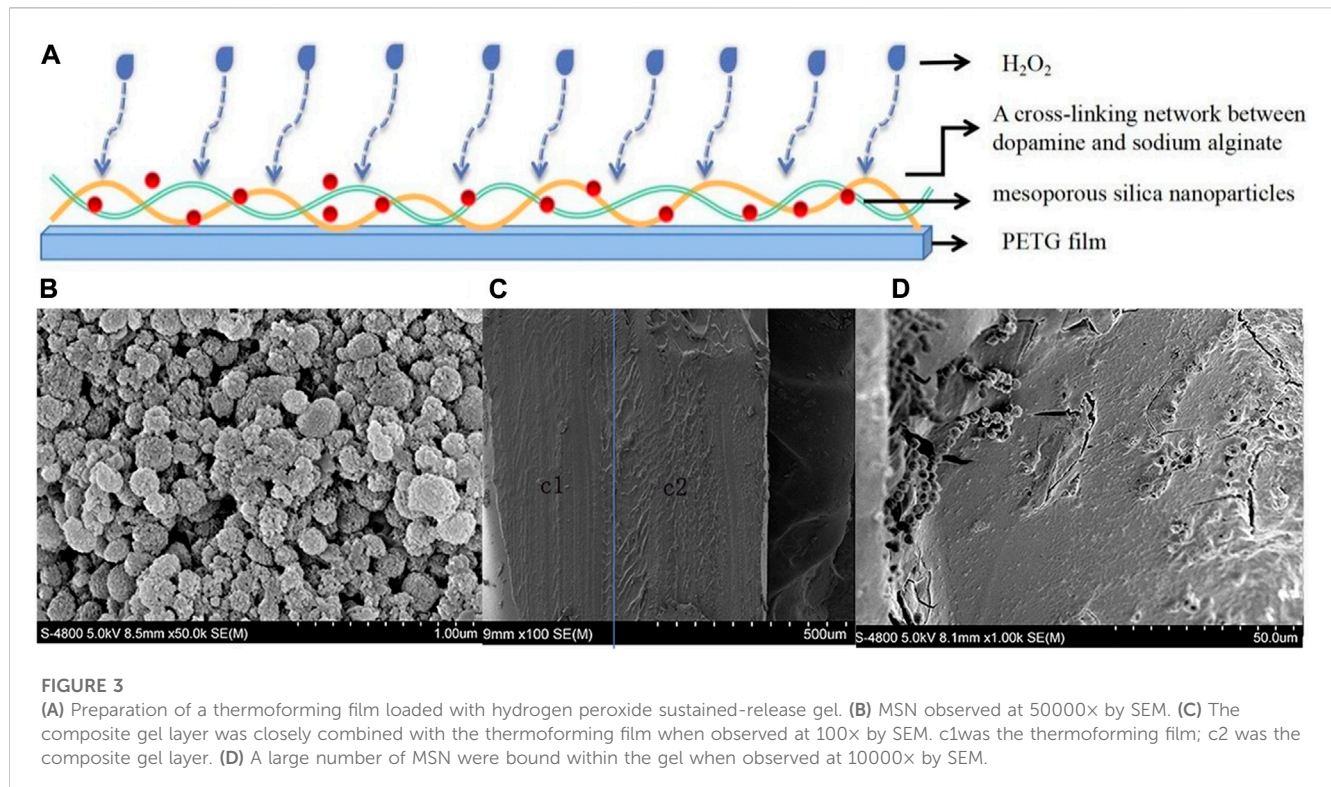 A
H₂O₂
A cross-linking network between
dopamine and sodium alginate
mesoporous silica nanoparticles
PETG film
B
C
D
c1
c2
S-4800 5.0kV 8.5mm x50.0k SE(M)
1.00um
9mm x100 SE(M)
500um
S-4800 5.0kV 8.1mm x1.00k SE(M)
50.0um
FIGURE 3
(A) Preparation of a thermoforming film loaded with hydrogen peroxide sustained-release gel. (B) MSN observed at 50000× by SEM. (C) The
composite gel layer was closely combined with the thermoforming film when observed at 100× by SEM. c1was the thermoforming film; c2 was the
composite gel layer. (D) A large number of MSN were bound within the gel when observed at 10000× by SEM.